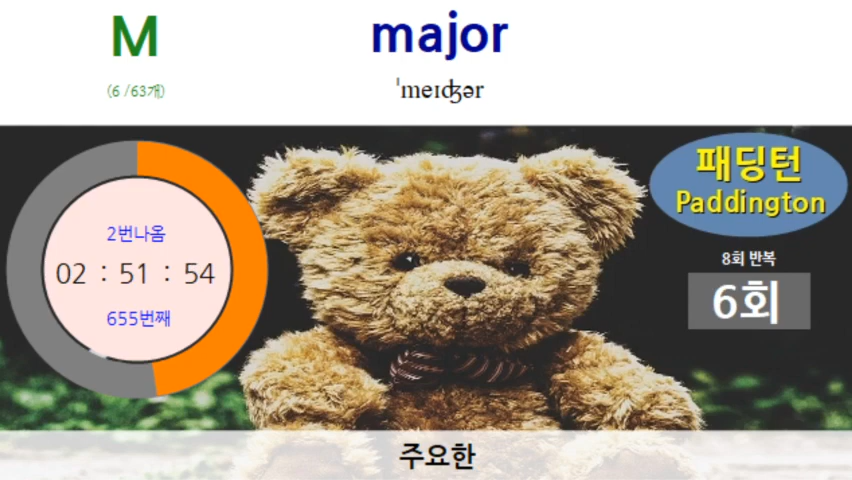 M
major
(6 /63개)
ˈmeɪʤər
패딩턴
Paddington
2번나옴
02 : 51 : 54
655번째
8회 반복
6회
주요한